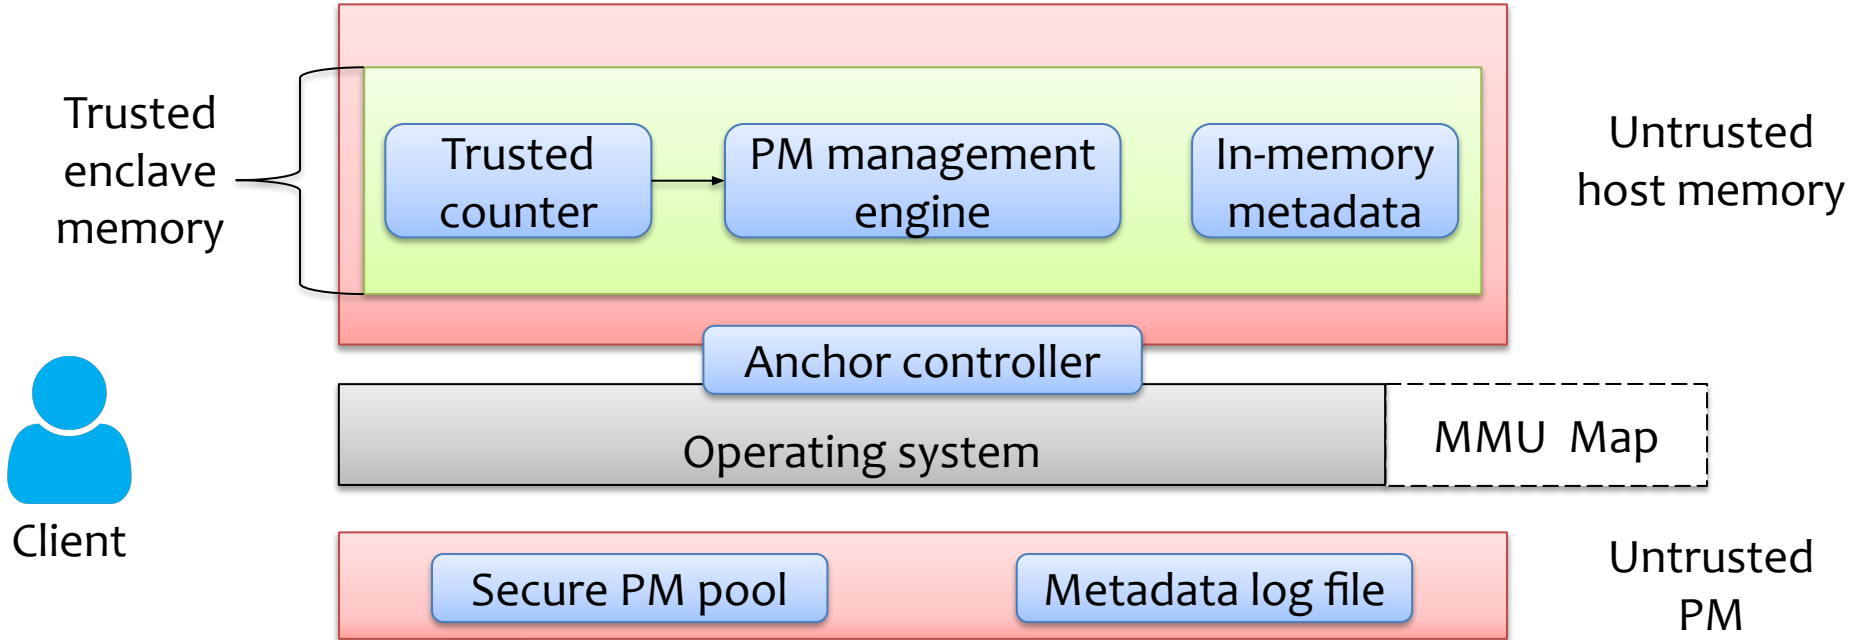 Trusted
enclave
memory
Trusted
counter
PM management
engine
In-memory
metadata
Untrusted
host memory
Anchor controller
Operating system
MMU Map
Client
Secure PM pool
Metadata log file
Untrusted
PM